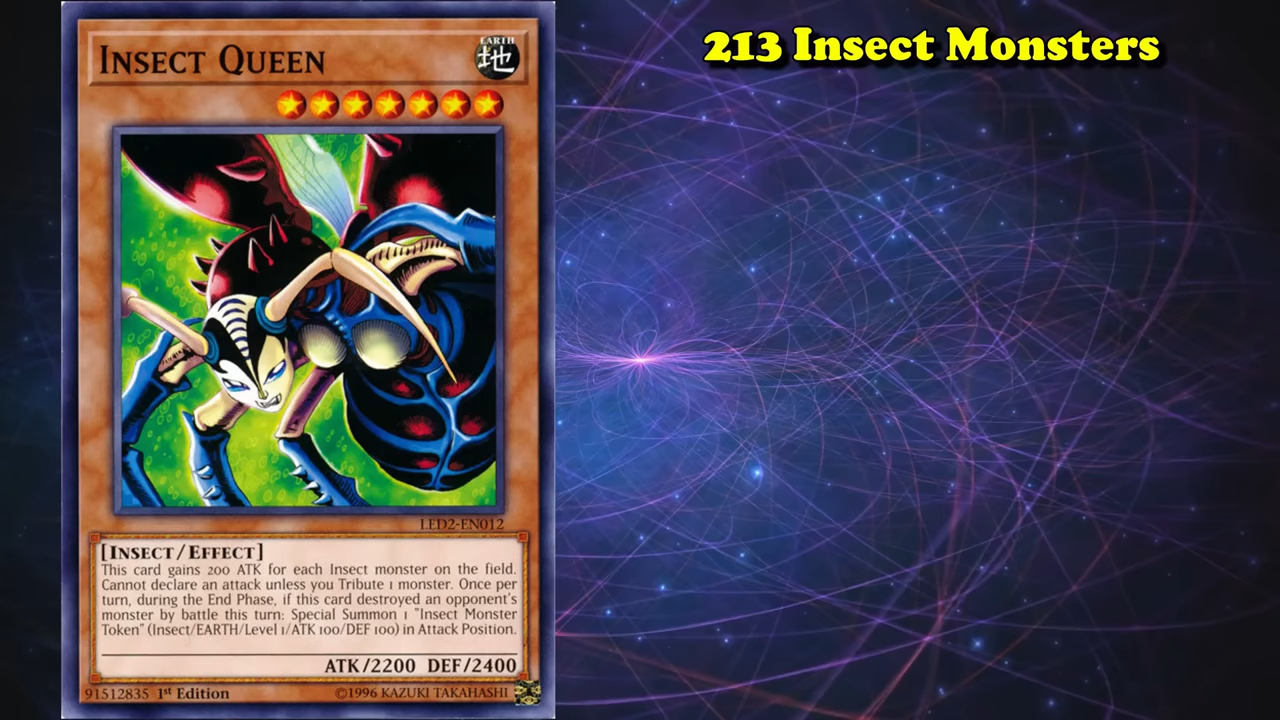 213 Insect Monsters
INSECT QUEEN
EARTH
地
[INSECT/EFFECT]
LED2-EN012
This card gains 200 ATK for each Insect monster on the field.
Cannot declare an attack unless you Tribute 1 monster. Once per
turn, during the End Phase, if this card destroyed an opponent's
monster by battle this turn: Special Summon 1 "Insect Monster
Token" (Insect/EARTH/Level 1/ATK 100/DEF 100) in Attack Position.
ATK/2200 DEF/2400
91512835 1st Edition ©1996 KAZUKI TAKAHASHI